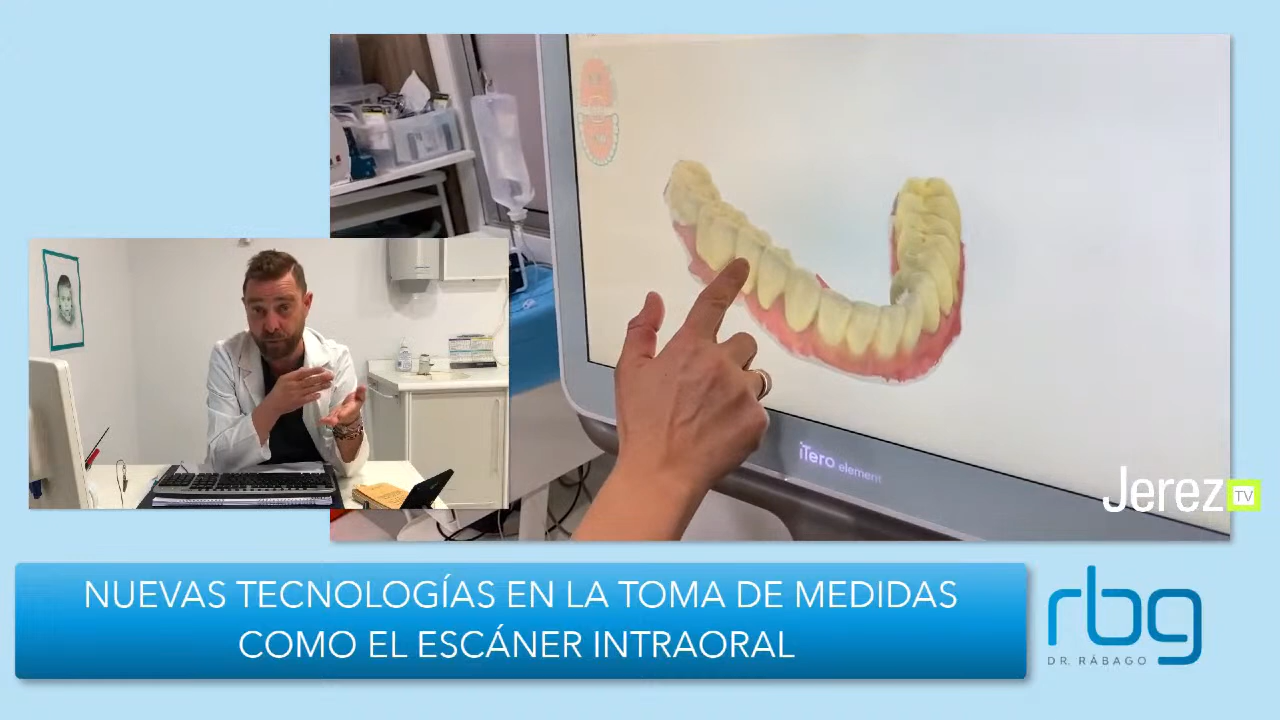 iTero element
Jerez TV
NUEVAS TECNOLOGÍAS EN LA TOMA DE MEDIDAS
COMO EL ESCÁNER INTRAORAL
rbg
DR. RÁBAGO